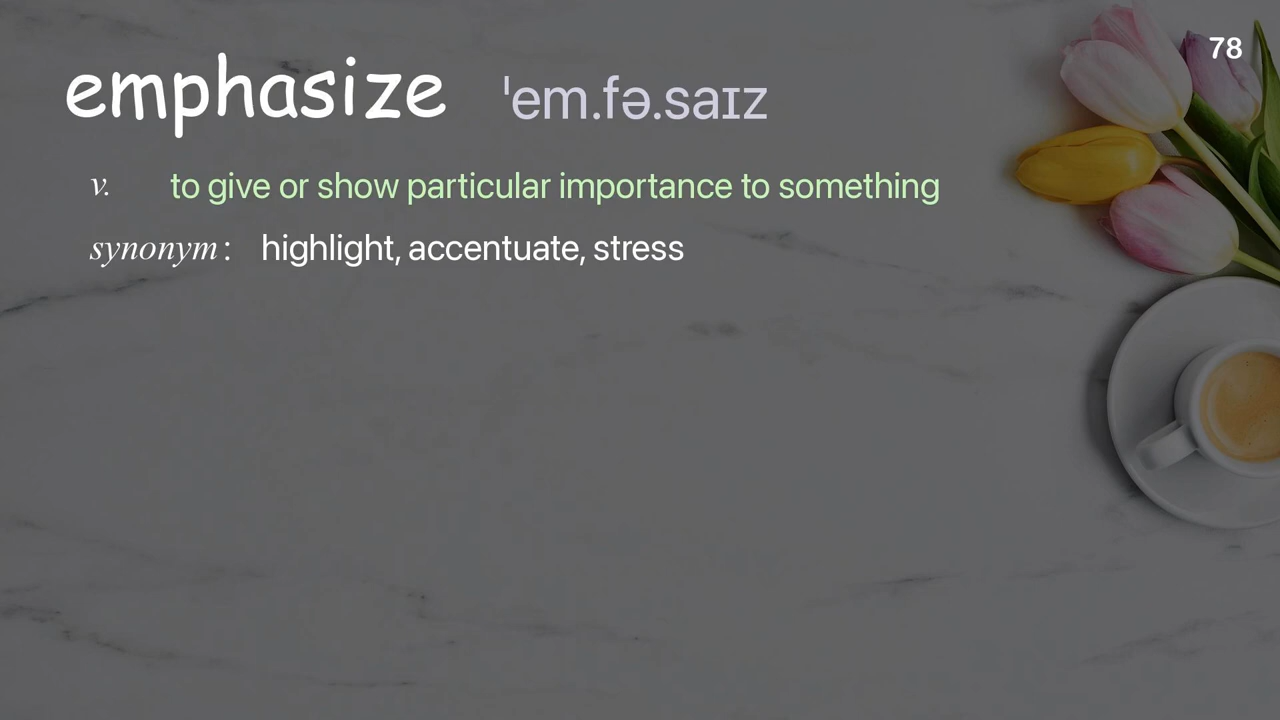 78
emphasize ˈem.fə.saɪz
v. to give or show particular importance to something
synonym : highlight, accentuate, stress